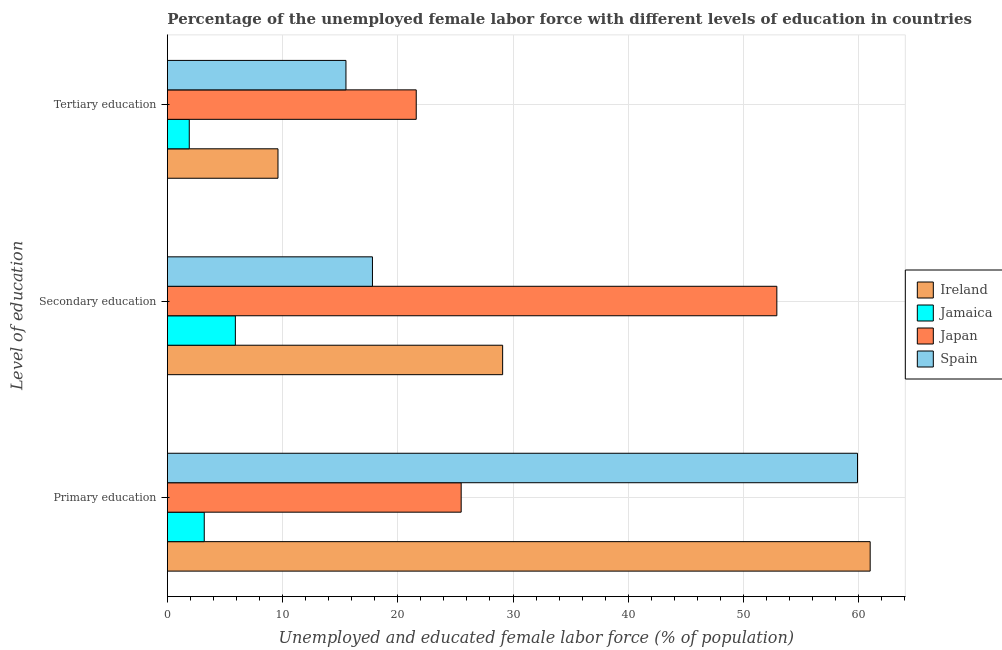 Percentage of the unemployed female labor force with different levels of education in countries
Level of education
Tertiary education
Secondary education
Primary education
Ireland
Jamaica
Japan
Spain
0 10 20 30 40 50 60
Unemployed and educated female labor force (% of population)